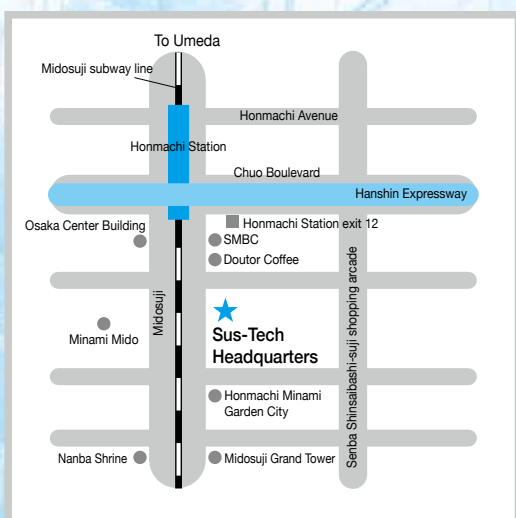 To Umeda
Midosuji subway line
Honmachi Avenue
Honmachi Station
Chuo Boulevard
Hanshin Expressway
Honmachi Station exit 12
Osaka Center Building
SMBC
Doutor Coffee
Midosuji
Senba Shinsaibashi-suji shopping arcade
Minami Mido
Sus-Tech
Headquarters
Honmachi Minami
Garden City
Nanba Shrine
Midosuji Grand Tower